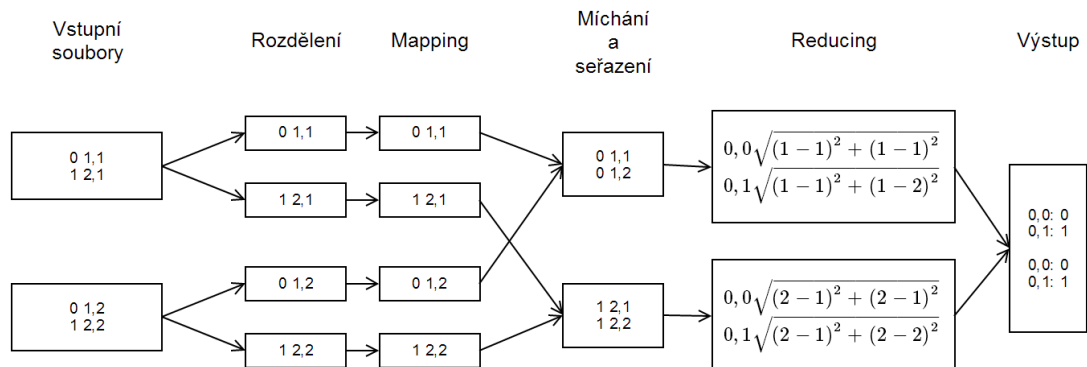 Vstupní
soubory
Rozdělení
Mapping
Míchání
a
seřazení
Reducing
Výstup
0 1,1
1 2,1
0 1,2
1 2,2
0 1,1
1 2,1
0 1,2
1 2,2
0 1,1
1 2,1
0 1,2
1 2,2
0 1,1
0 1,2
1 2,1
1 2,2
0,0√(1 − 1)² + (1 − 1)²
0,1√(1 − 1)² + (1 − 2)²
0,0√(2 − 1)² + (2 − 1)²
0,1√(2 − 1)² + (2 − 2)²
0,0: 0
0,1: 1
0,0: 0
0,1: 1